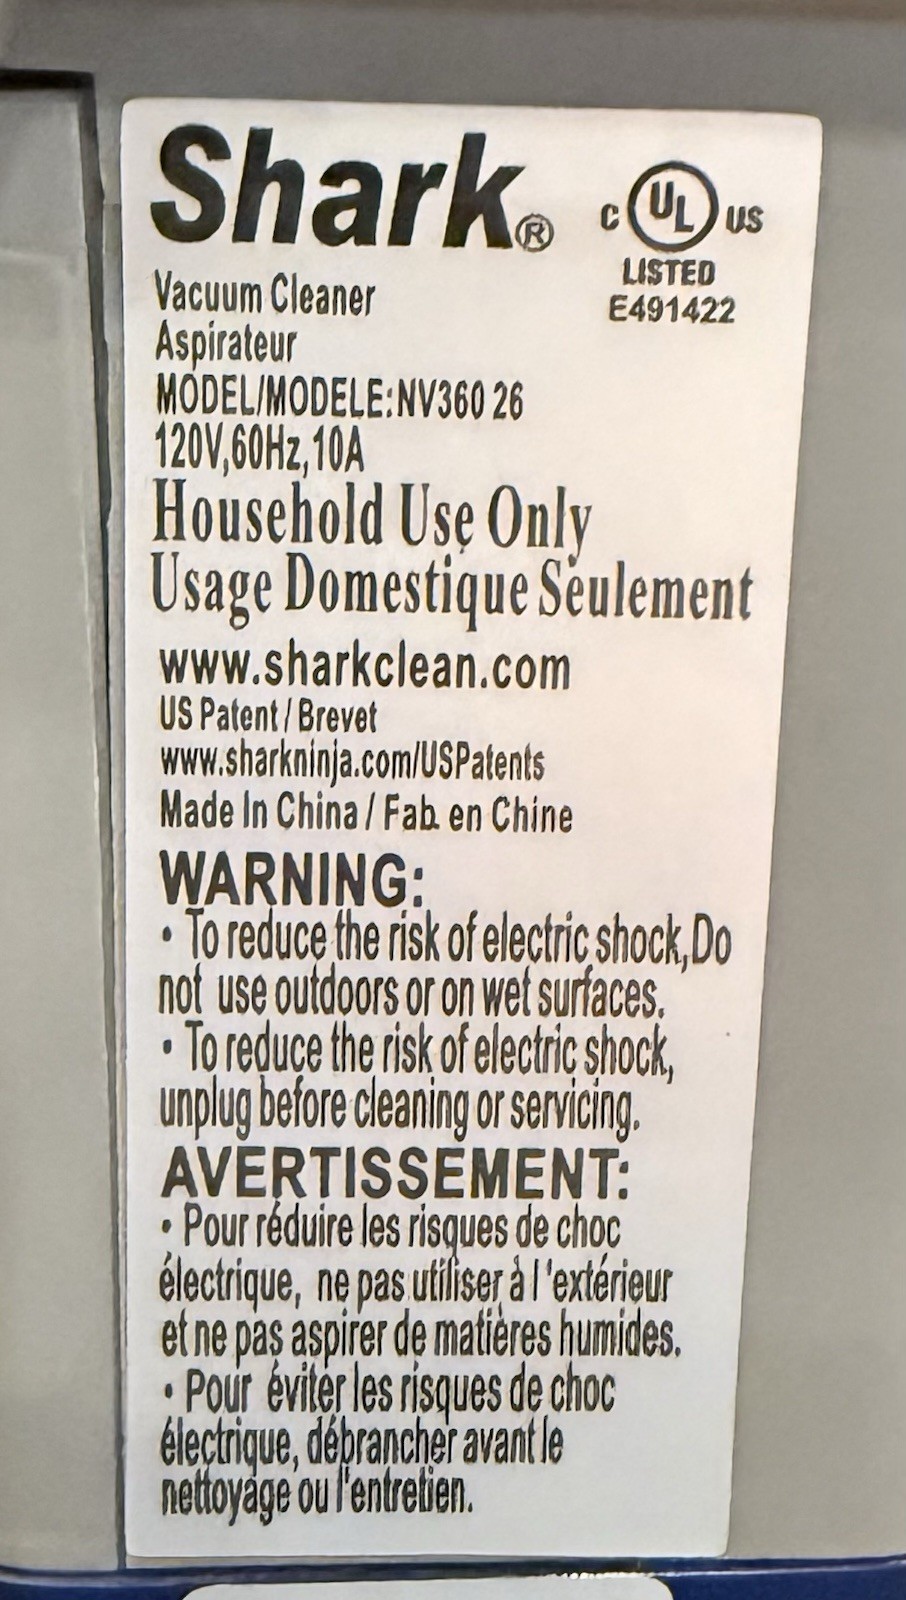 Shark®
C UL US
LISTED
E491422
Vacuum Cleaner
Aspirateur
MODEL/MODELE:NV360 26
120V,60Hz,10A
Household Use Only
Usage Domestique Seulement
www.sharkclean.com
US Patent / Brevet
www.sharkninja.com/USPatents
Made In China / Fab. en Chine
WARNING:
• To reduce the risk of electric shock,Do
not use outdoors or on wet surfaces.
• To reduce the risk of electric shock,
unplug before cleaning or servicing.
AVERTISSEMENT:
• Pour réduire les risques de choc
électrique, ne pas utiliser à l'extérieur
et ne pas aspirer de matières humides.
• Pour éviter les risques de choc
électrique, débrancher avant le
nettoyage ou l'entretien.